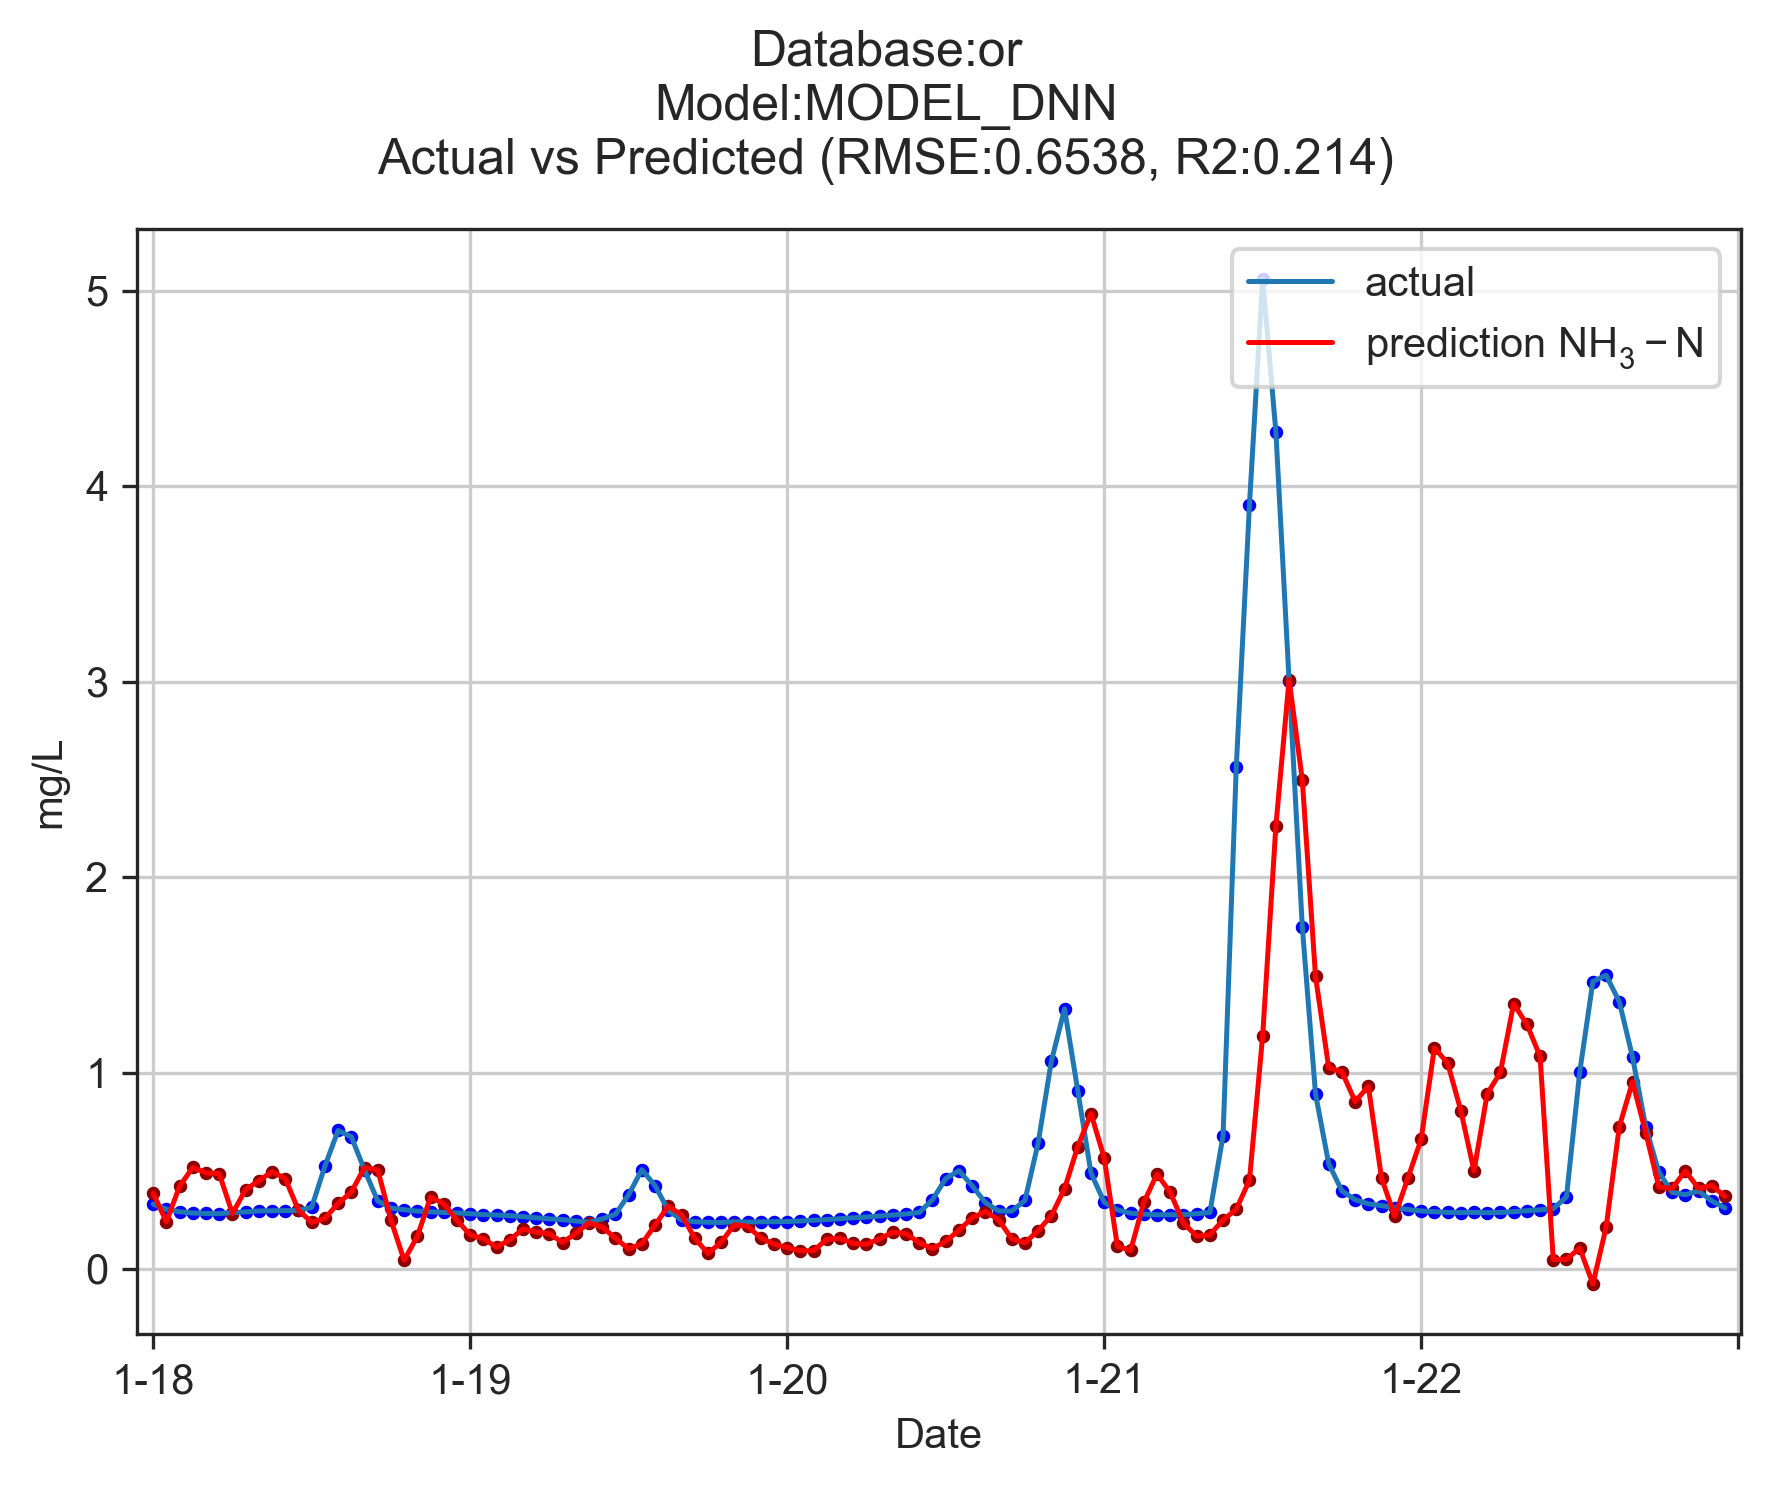 Database:or
Model:MODEL_DNN
Actual vs Predicted (RMSE:0.6538, R2:0.214)
actual
prediction NH₃ − N
5
4
3
2
1
0
mg/L
1-18 1-19 1-20 1-21 1-22
Date